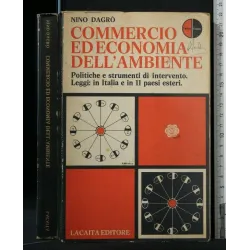 NINO DAGRÒ
COMMERCIO
ED ECONOMIA
DELL'AMBIENTE
Politiche e strumenti di intervento.
Leggi: in Italia e in 11 paesi esteri.
LACAITA EDITORE